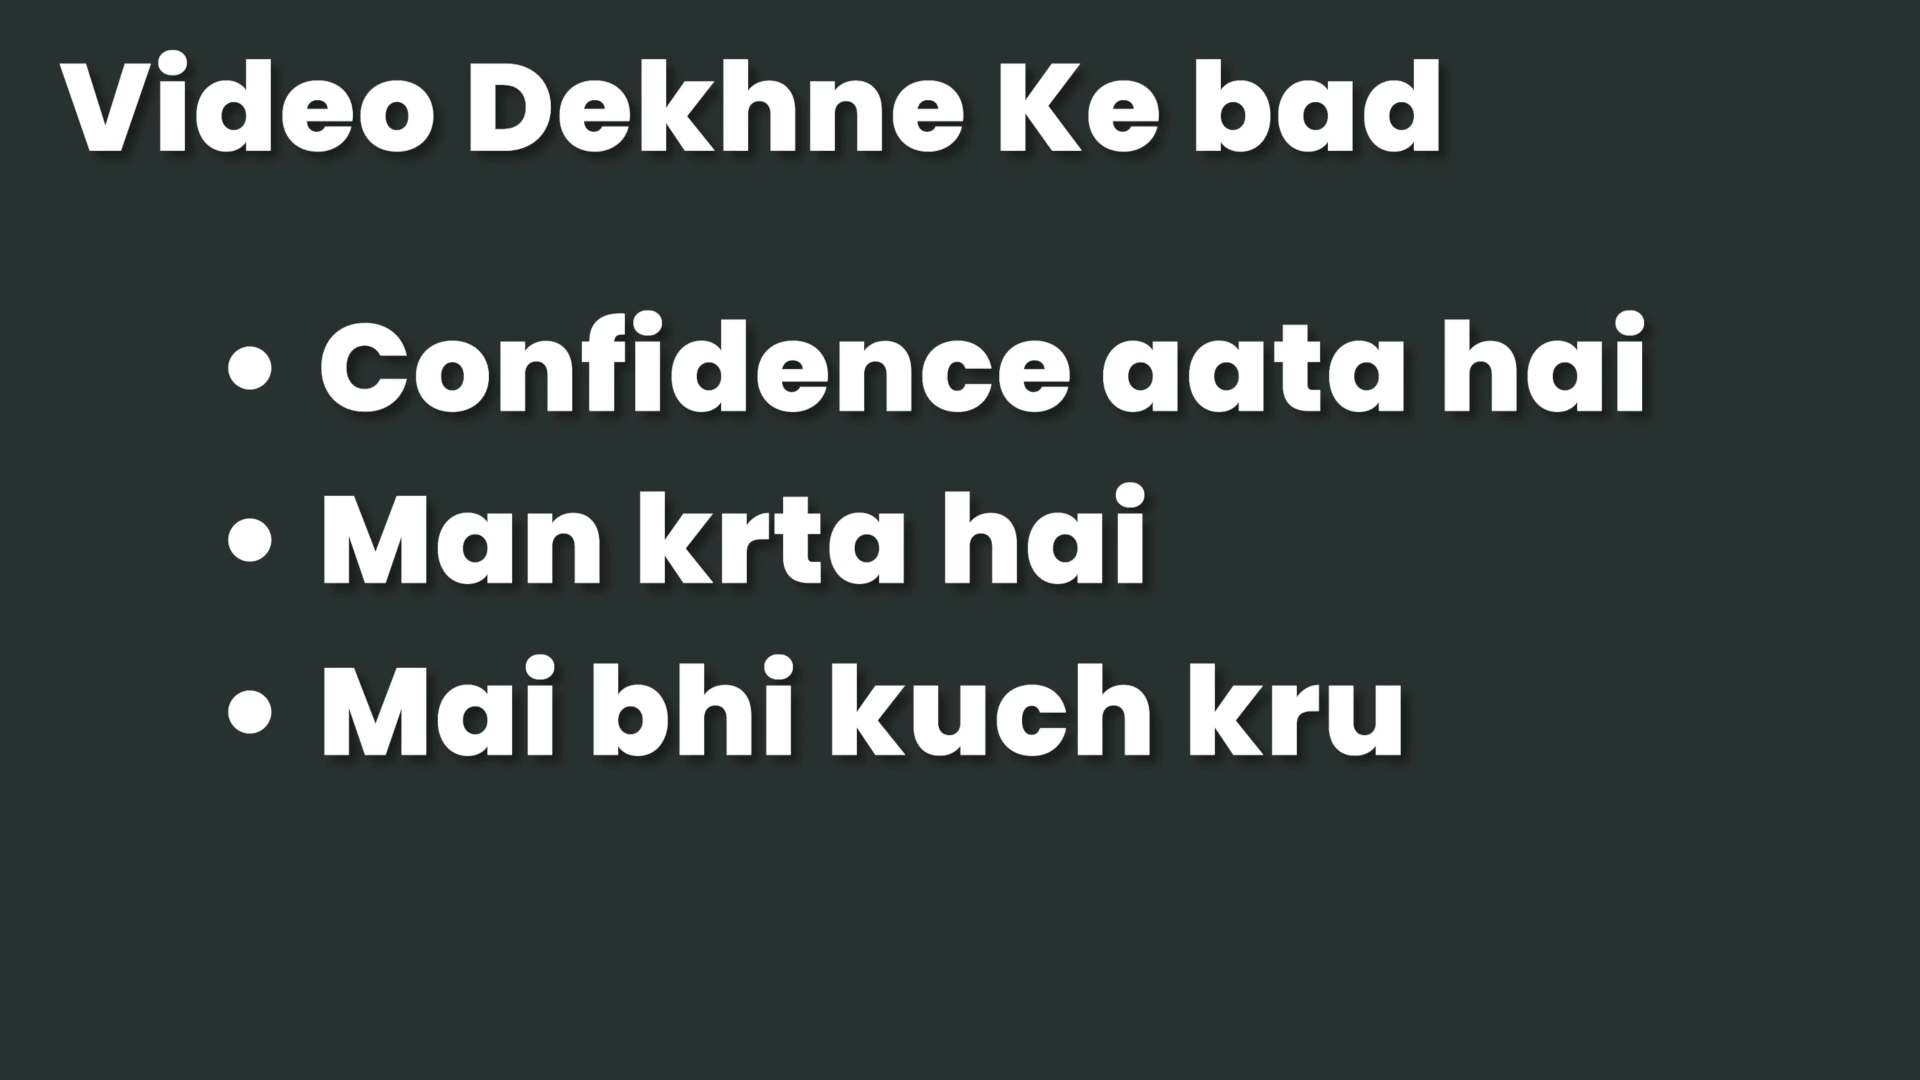 Video Dekhne Ke bad
• Confidence aata hai
• Man krta hai
• Mai bhi kuch kru